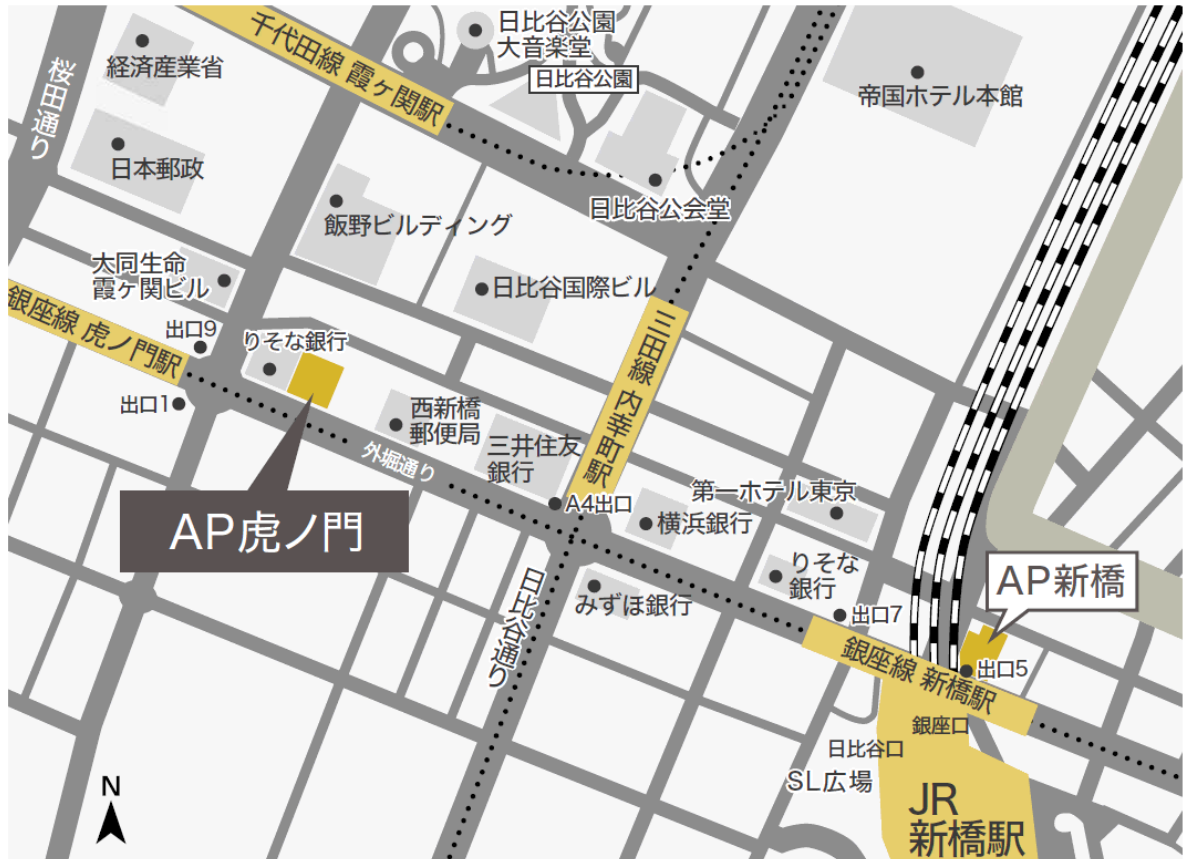 日比谷公園
大音楽堂
日比谷公園
千代田線 霞ヶ関駅
経済産業省
桜田通り
帝国ホテル本館
日本郵政
飯野ビルディング
日比谷公会堂
大同生命
霞ヶ関ビル
日比谷国際ビル
銀座線 虎ノ門駅
出口9
りそな銀行
三田線 内幸町駅
出口1
西新橋
郵便局
外堀通り
三井住友
銀行
A4出口
第一ホテル東京
横浜銀行
AP虎ノ門
りそな
銀行
AP新橋
日比谷通り
みずほ銀行
出口7
銀座線 新橋駅
出口5
銀座口
日比谷口
SL広場
N
JR
新橋駅